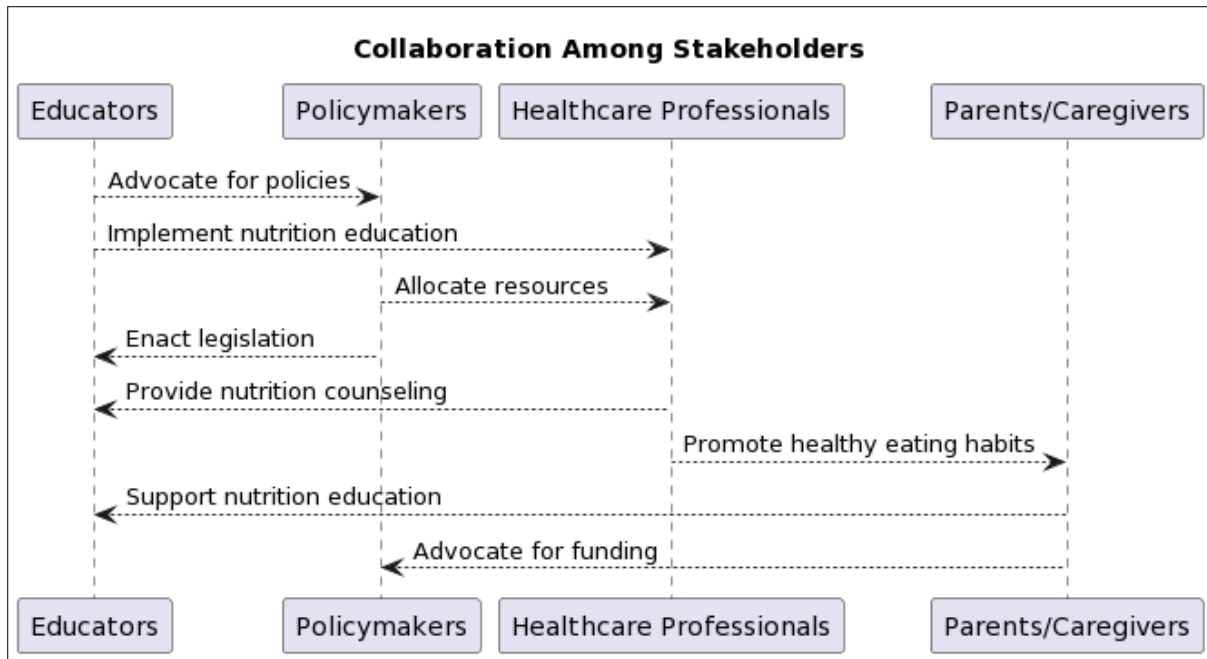 Collaboration Among Stakeholders
Educators Policymakers Healthcare Professionals Parents/Caregivers
Advocate for policies
Implement nutrition education
Allocate resources
Enact legislation
Provide nutrition counseling
Promote healthy eating habits
Support nutrition education
Advocate for funding
Educators Policymakers Healthcare Professionals Parents/Caregivers